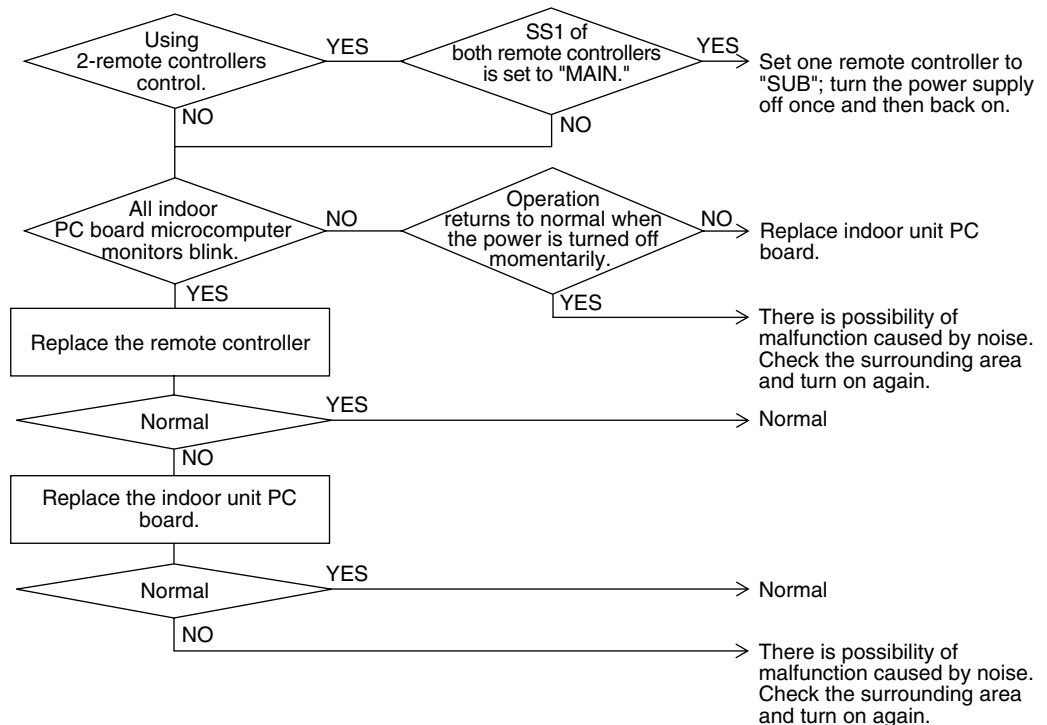 Using
2-remote controllers
control.
YES
SS1 of
both remote controllers
is set to "MAIN."
YES
Set one remote controller to
"SUB"; turn the power supply
off once and then back on.
NO
NO
All indoor
PC board microcomputer
monitors blink.
NO
Operation
returns to normal when
the power is turned off
momentarily.
NO
Replace indoor unit PC
board.
YES
YES
There is possibility of
malfunction caused by noise.
Check the surrounding area
and turn on again.
Replace the remote controller
Normal
YES
Normal
NO
Replace the indoor unit PC
board.
Normal
YES
Normal
NO
There is possibility of
malfunction caused by noise.
Check the surrounding area
and turn on again.